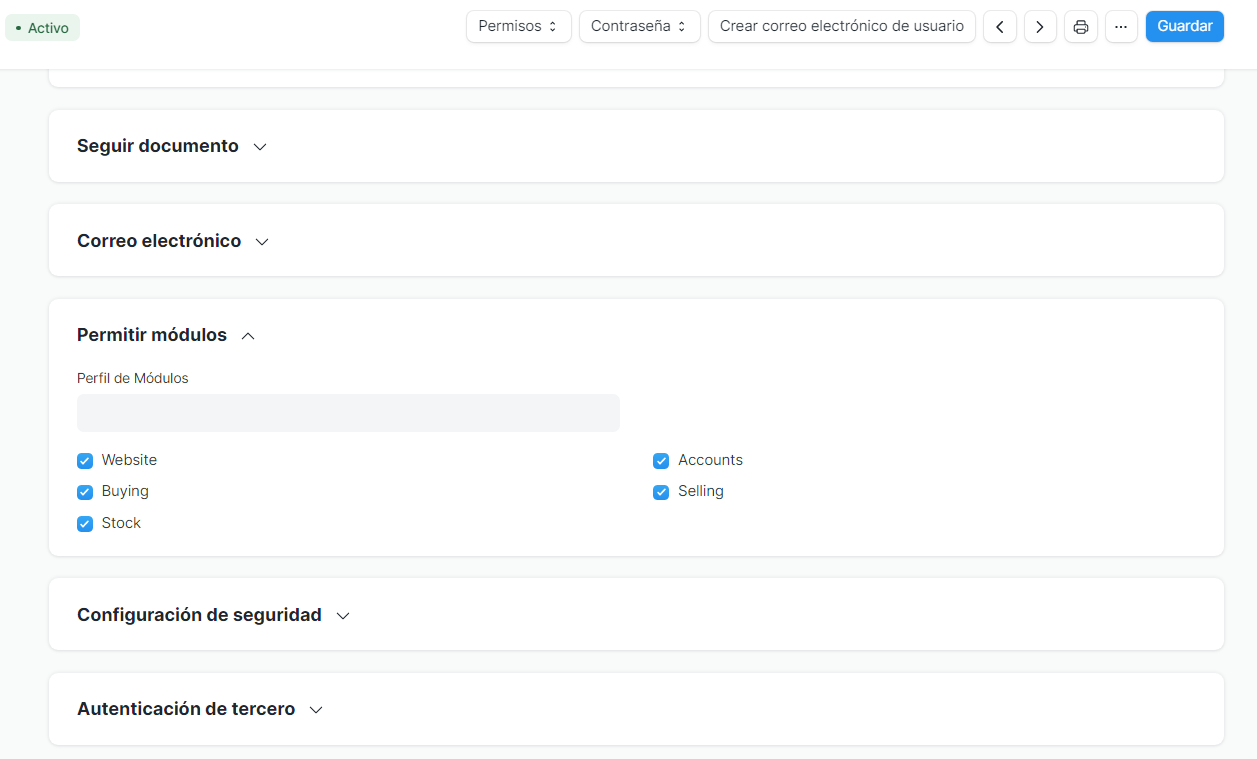 Activo
Permisos
Contraseña
Crear correo electrónico de usuario
Guardar
Seguir documento
Correo electrónico
Permitir módulos
Perfil de Módulos
Website
Accounts
Buying
Selling
Stock
Configuración de seguridad
Autenticación de tercero